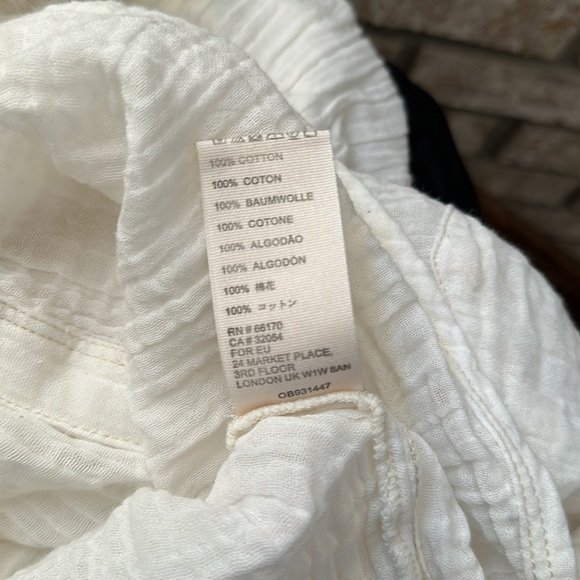 100% COTTON
100% COTON
100% BAUMWOLLE
100% COTONE
100% ALGODÃO
100% ALGODÓN
100% 棉花
100% コットン
RN # 66170
CA # 32054
FOR EU
24 MARKET PLACE,
3RD FLOOR
LONDON UK W1W 8AN
OB931447